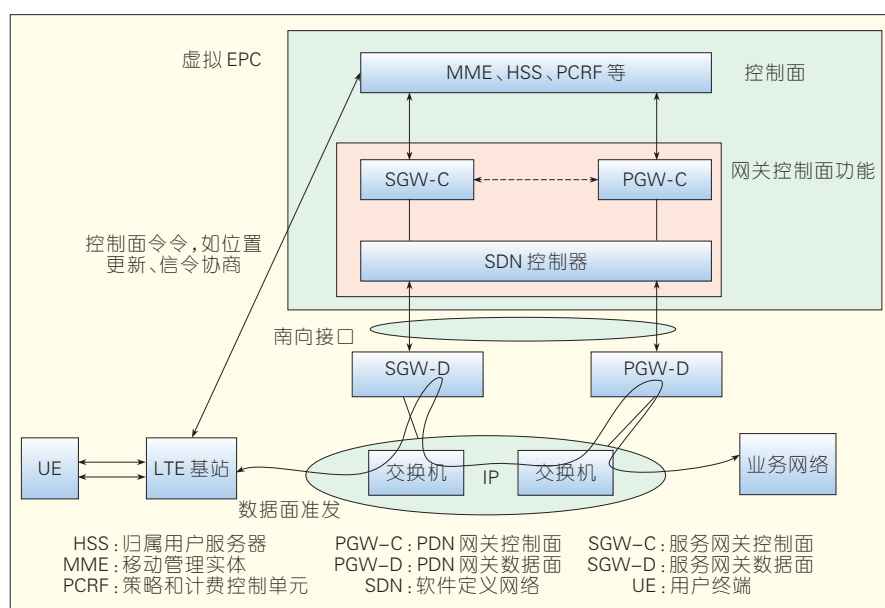 虚拟 EPC
MME、HSS、PCRF 等
控制面
SGW-C
PGW-C
网关控制面功能
控制面令令，如位置
更新、信令协商
SDN 控制器
南向接口
SGW-D
PGW-D
UE
LTE 基站
交换机
IP
交换机
业务网络
数据面准发
HSS：归属用户服务器
MME：移动管理实体
PCRF：策略和计费控制单元
PGW-C：PDN 网关控制面
PGW-D：PDN 网关数据面
SDN：软件定义网络
SGW-C：服务网关控制面
SGW-D：服务网关数据面
UE：用户终端